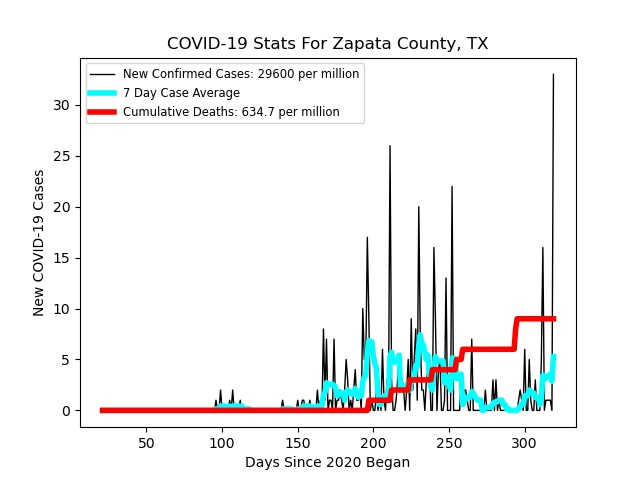 COVID-19 Stats For Zapata County, TX
New Confirmed Cases: 29600 per million
7 Day Case Average
Cumulative Deaths: 634.7 per million
New COVID-19 Cases
30
25
20
15
10
5
0
50 100 150 200 250 300
Days Since 2020 Began